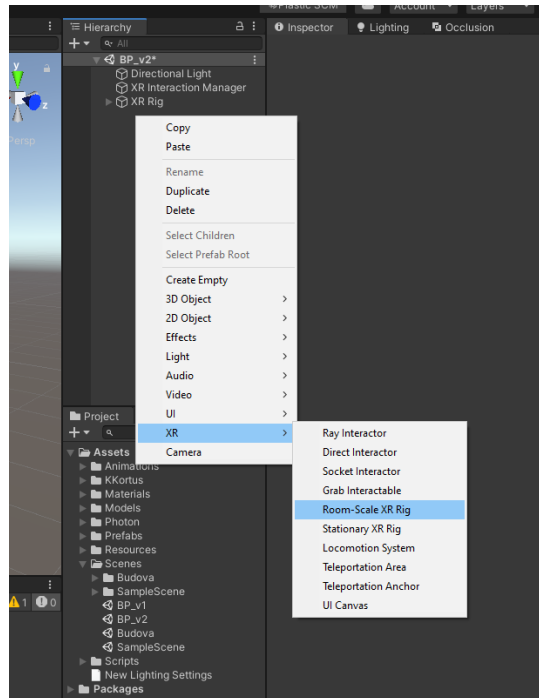 Plastic SCM
Account
Layers
Hierarchy
Inspector
Lighting
Occlusion
All
BP_v2*
Directional Light
XR Interaction Manager
XR Rig
y
z
Persp
Copy
Paste
Rename
Duplicate
Delete
Select Children
Select Prefab Root
Create Empty
3D Object
2D Object
Effects
Light
Audio
Video
UI
XR
Camera
Ray Interactor
Direct Interactor
Socket Interactor
Grab Interactable
Room-Scale XR Rig
Stationary XR Rig
Locomotion System
Teleportation Area
Teleportation Anchor
UI Canvas
Project
Assets
Animations
KKortus
Materials
Models
Photon
Prefabs
Resources
Scenes
Budova
SampleScene
BP_v1
BP_v2
Budova
SampleScene
Scripts
New Lighting Settings
Packages
1
0